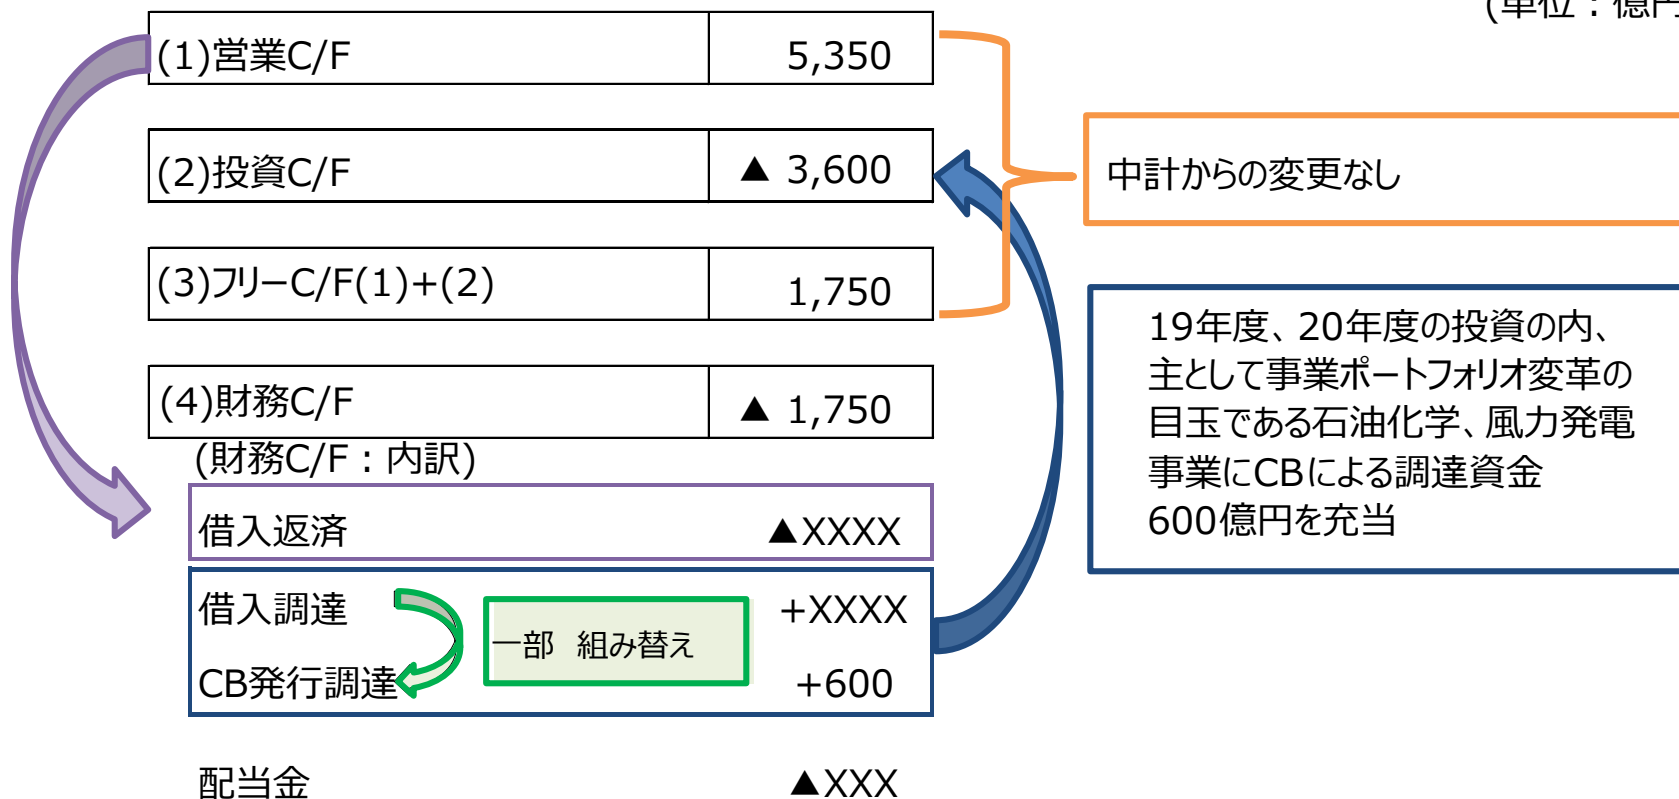 (単位：億円
(1)営業C/F 5,350
(2)投資C/F ▲ 3,600
中計からの変更なし
(3)フリーC/F(1)+(2) 1,750
19年度、20年度の投資の内、
主として事業ポートフォリオ変革の
目玉である石油化学、風力発電
事業にCBによる調達資金
600億円を充当
(4)財務C/F ▲ 1,750
(財務C/F：内訳)
借入返済 ▲XXXX
借入調達 +XXXX
一部 組み替え
CB発行調達 +600
配当金 ▲XXX